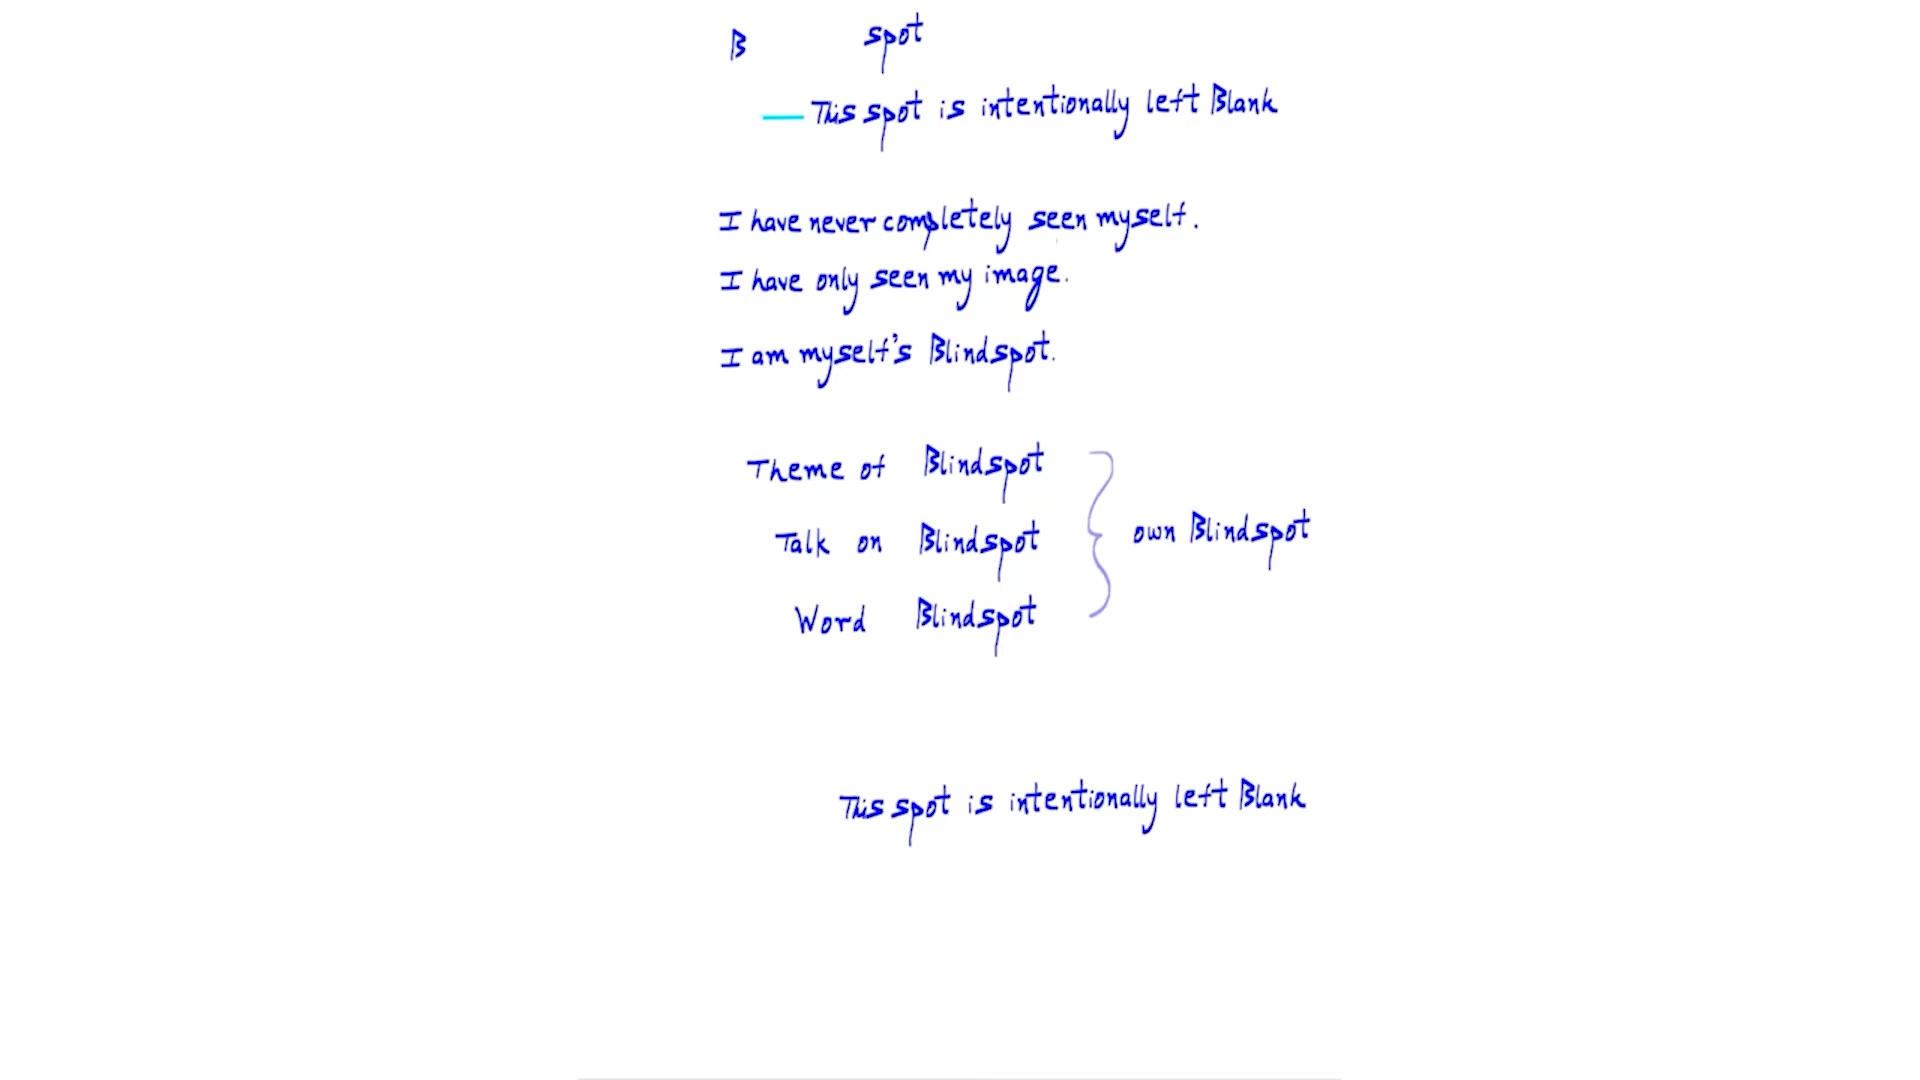 B spot
This spot is intentionally left Blank
I have never completely seen myself.
I have only seen my image.
I am myself's Blindspot.
Theme of Blindspot
Talk on Blindspot
own Blindspot
Word Blindspot
This spot is intentionally left Blank